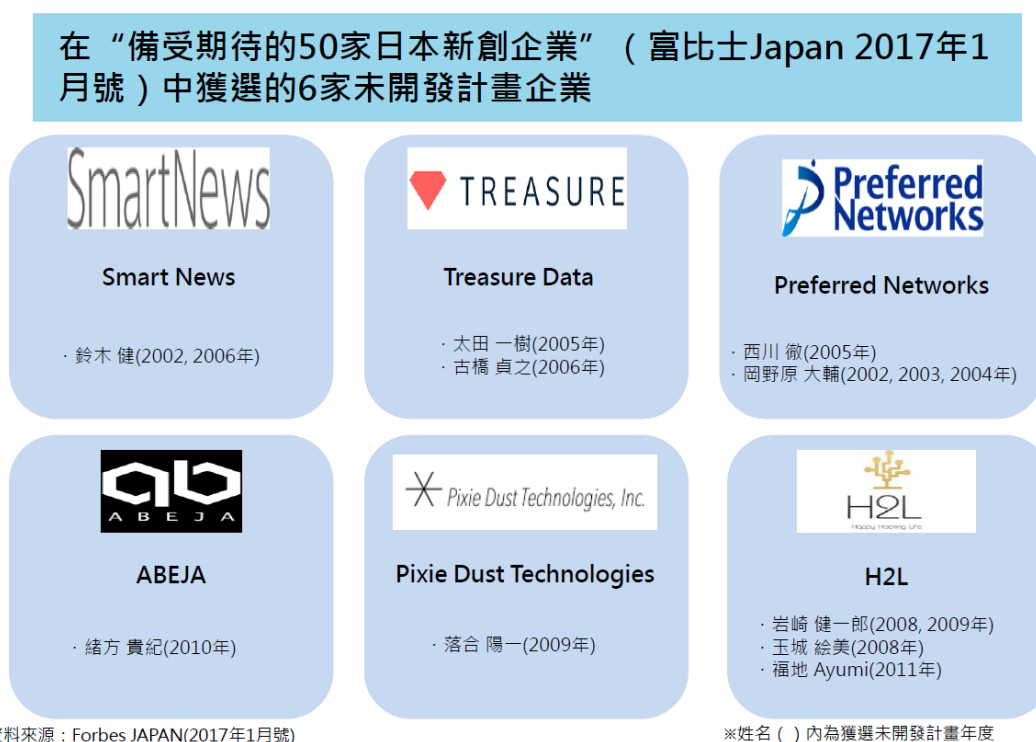 在“備受期待的50家日本新創企業”（富比士Japan 2017年1
月號）中獲選的6家未開發計畫企業
SmartNews
Smart News
· 鈴木 健(2002, 2006年)
TREASURE
Treasure Data
· 太田 一樹(2005年)
· 古橋 貞之(2006年)
Preferred
Networks
Preferred Networks
· 西川 徹(2005年)
· 岡野原 大輔(2002, 2003, 2004年)
ABEJA
ABEJA
· 緒方 貴紀(2010年)
Pixie Dust Technologies, Inc.
Pixie Dust Technologies
· 落合 陽一(2009年)
H2L
Happy Hacking Life
H2L
· 岩崎 健一郎(2008, 2009年)
· 玉城 絵美(2008年)
· 福地 Ayumi(2011年)
資料來源：Forbes JAPAN(2017年1月號)
※姓名 ( ) 內為獲選未開發計畫年度